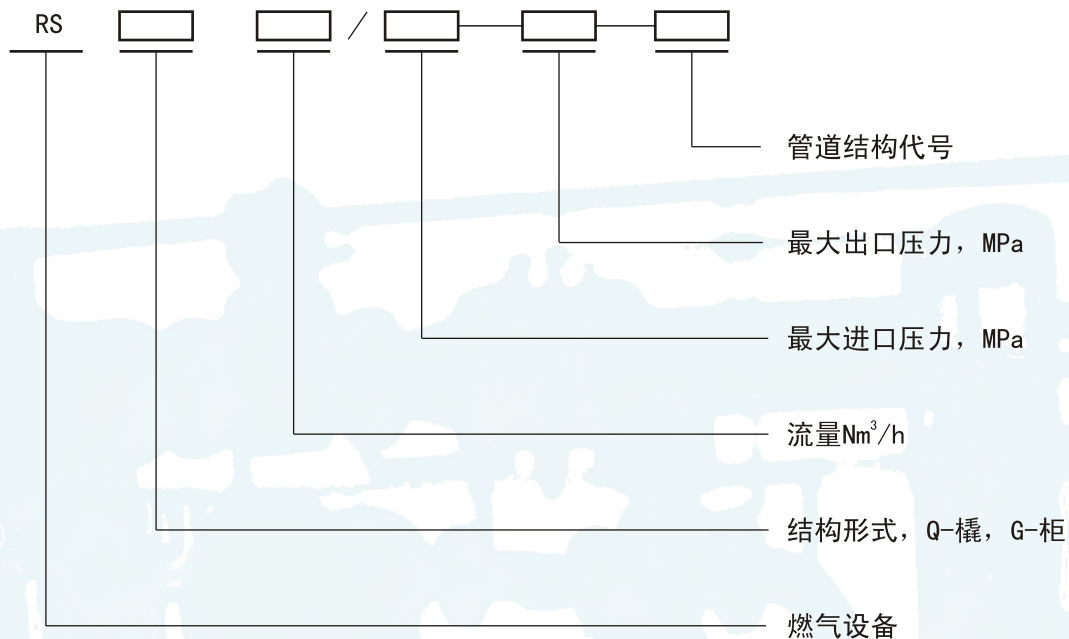 RS /
管道结构代号
最大出口压力，MPa
最大进口压力，MPa
流量Nm³/h
结构形式，Q-橇，G-柜
燃气设备